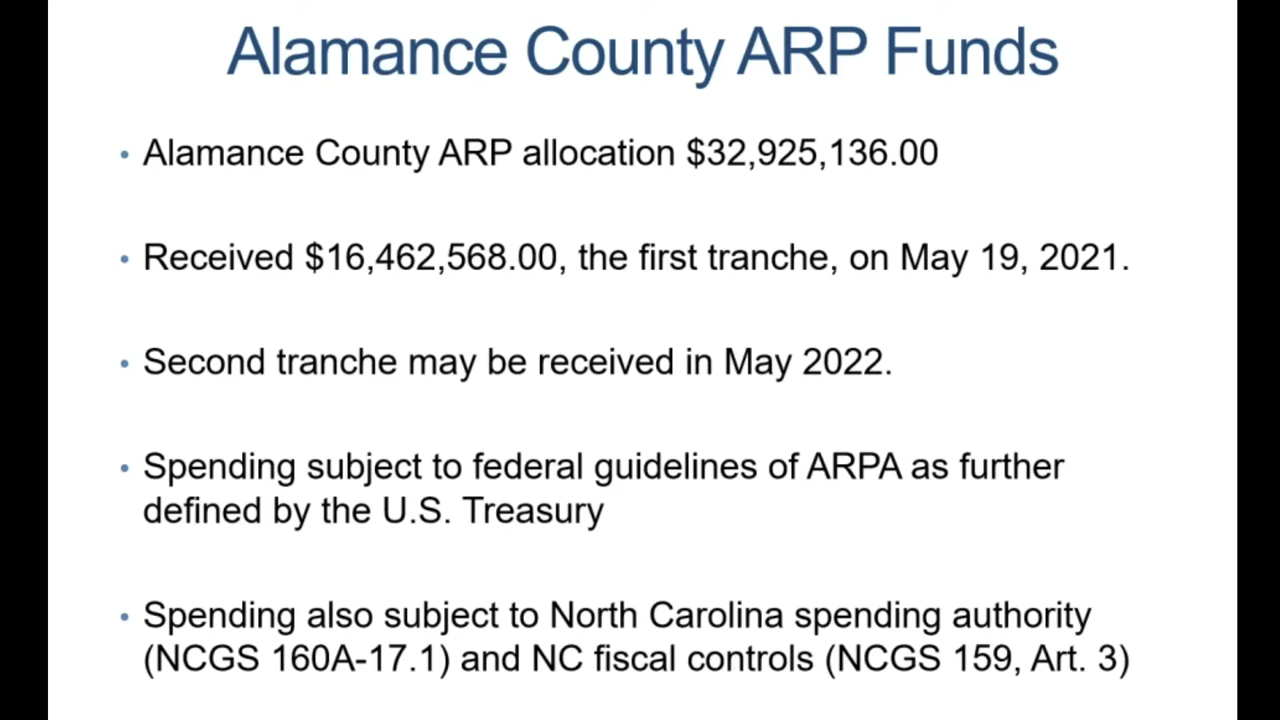 Alamance County ARP Funds
• Alamance County ARP allocation $32,925,136.00
• Received $16,462,568.00, the first tranche, on May 19, 2021.
• Second tranche may be received in May 2022.
• Spending subject to federal guidelines of ARPA as further
defined by the U.S. Treasury
• Spending also subject to North Carolina spending authority
(NCGS 160A-17.1) and NC fiscal controls (NCGS 159, Art. 3)